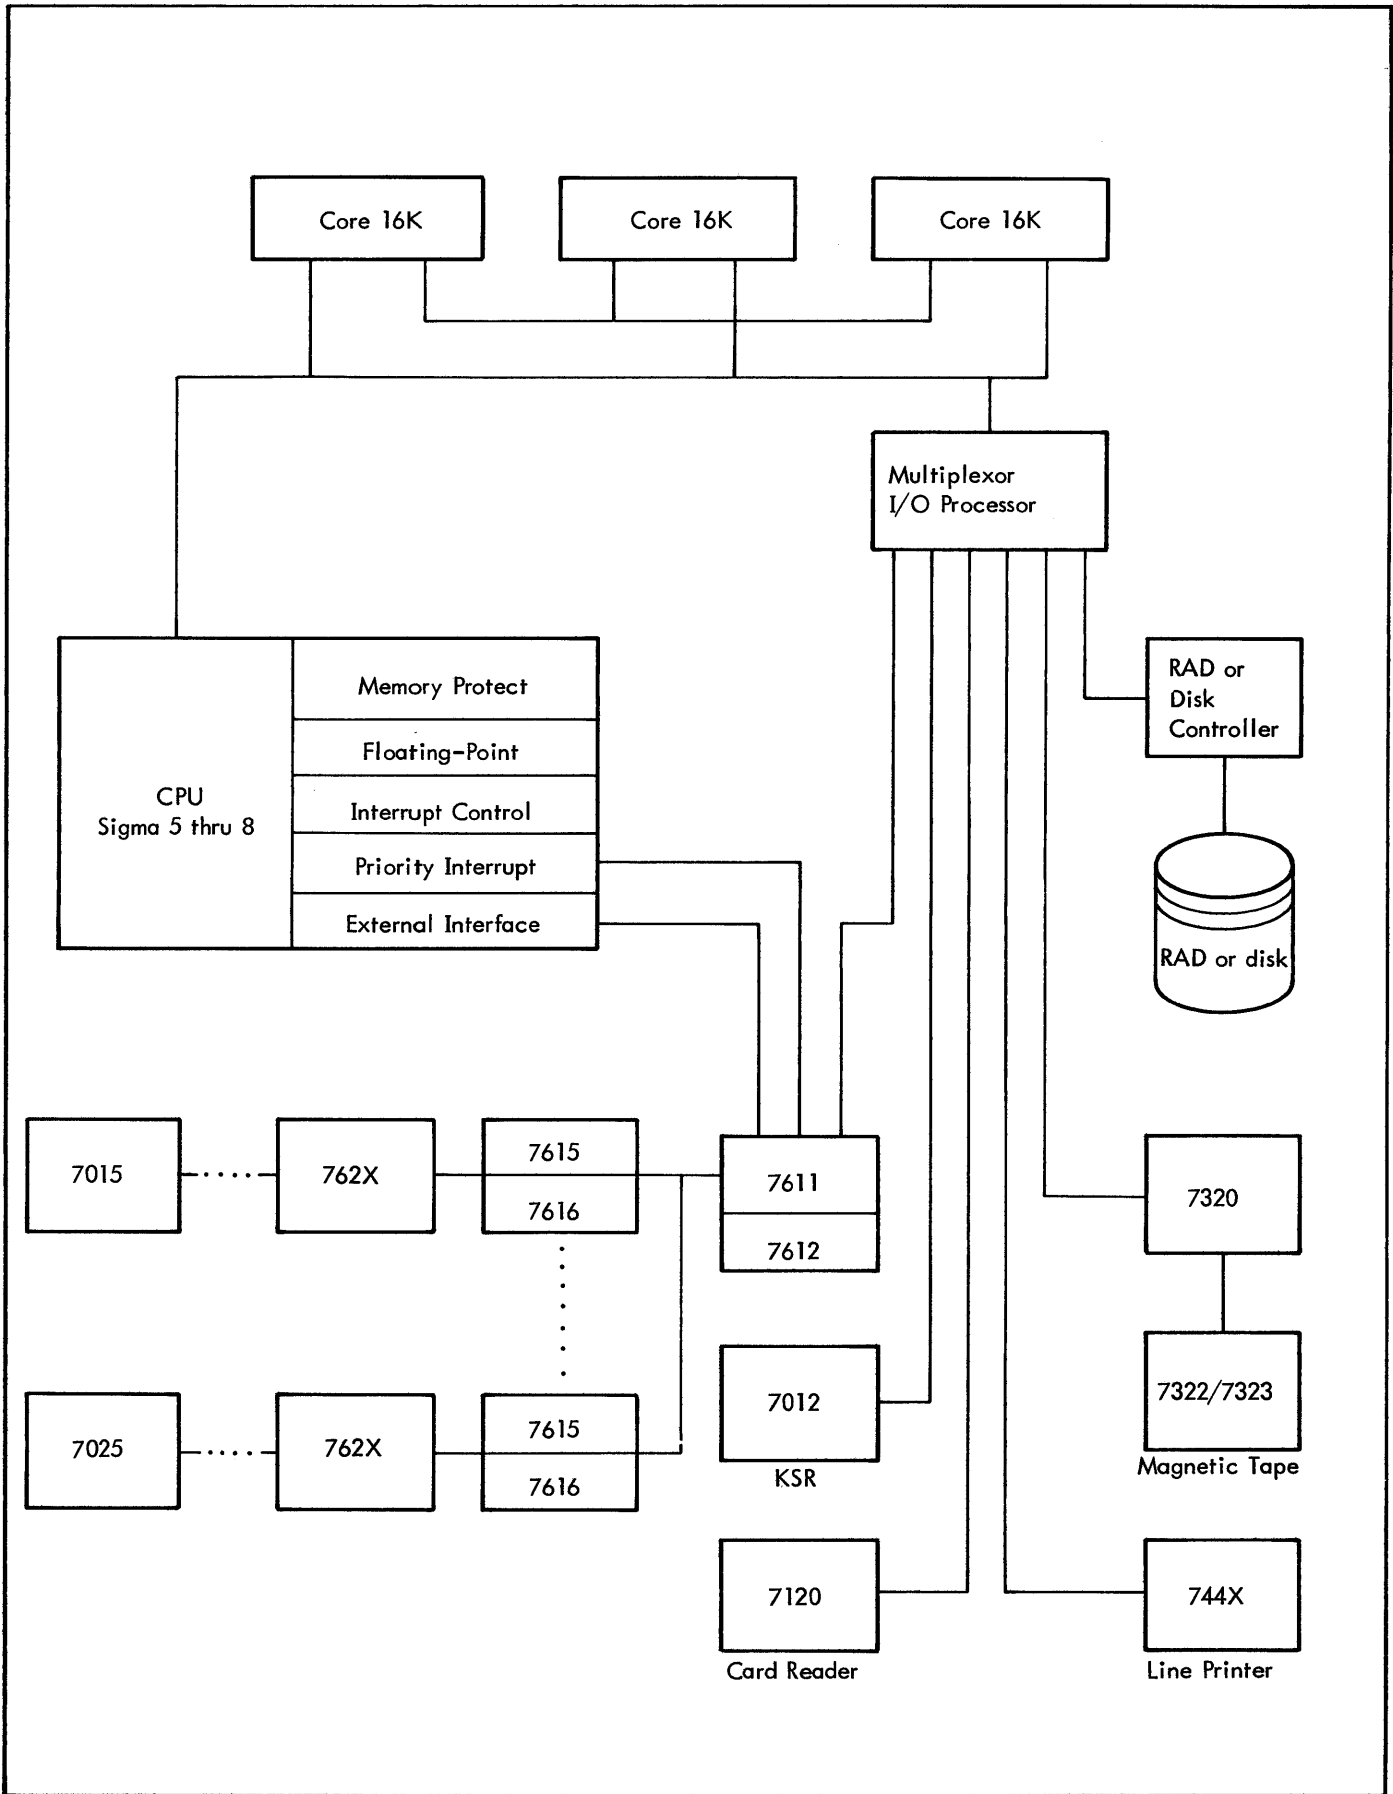 Core 16K
Core 16K
Core 16K
Multiplexor
I/O Processor
CPU
Sigma 5 thru 8
Memory Protect
Floating-Point
Interrupt Control
Priority Interrupt
External Interface
RAD or
Disk
Controller
RAD or disk
7015
762X
7615
7616
7611
7612
7320
7322/7323
Magnetic Tape
7025
762X
7615
7616
7012
KSR
7120
Card Reader
744X
Line Printer